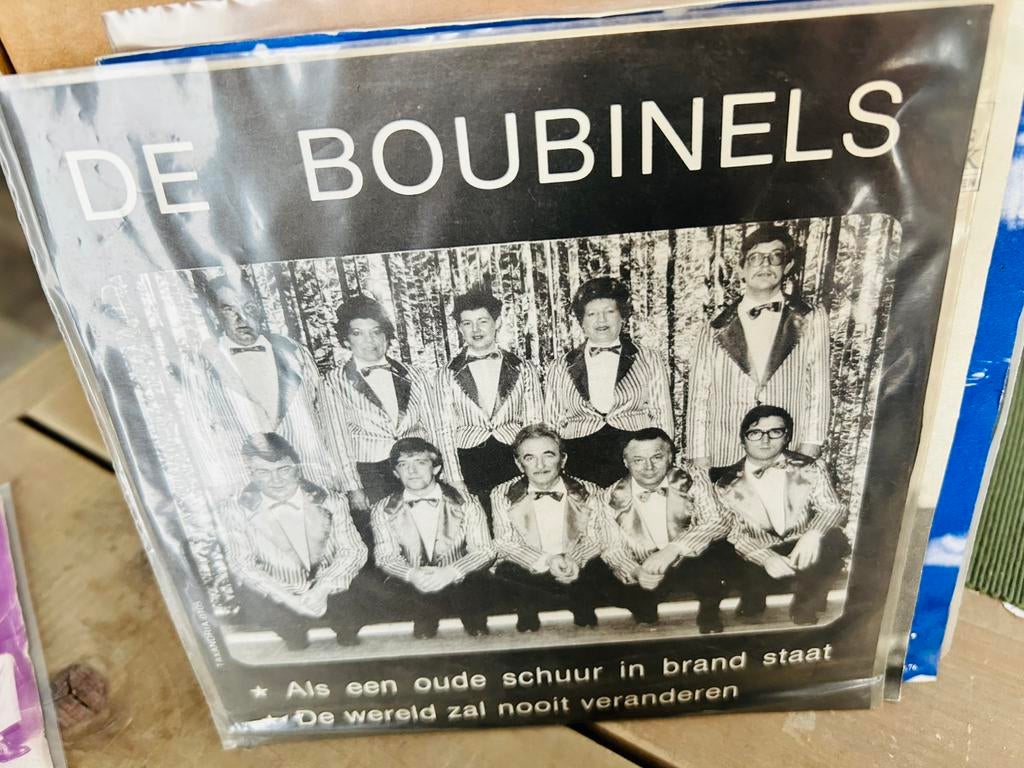 DE BOUBINELS
★ Als een oude schuur in brand staat
★ De wereld zal nooit veranderen